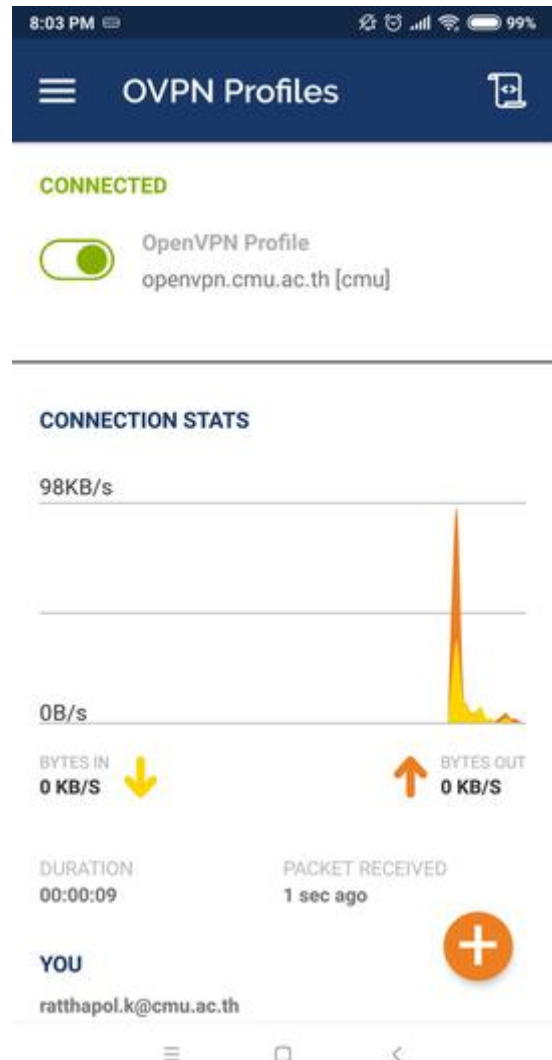 8:03 PM 99%
OVPN Profiles
CONNECTED
OpenVPN Profile
openvpn.cmu.ac.th [cmu]
CONNECTION STATS
98KB/s
0B/s
BYTES IN BYTES OUT
0 KB/S 0 KB/S
DURATION PACKET RECEIVED
00:00:09 1 sec ago
YOU
ratthapol.k@cmu.ac.th